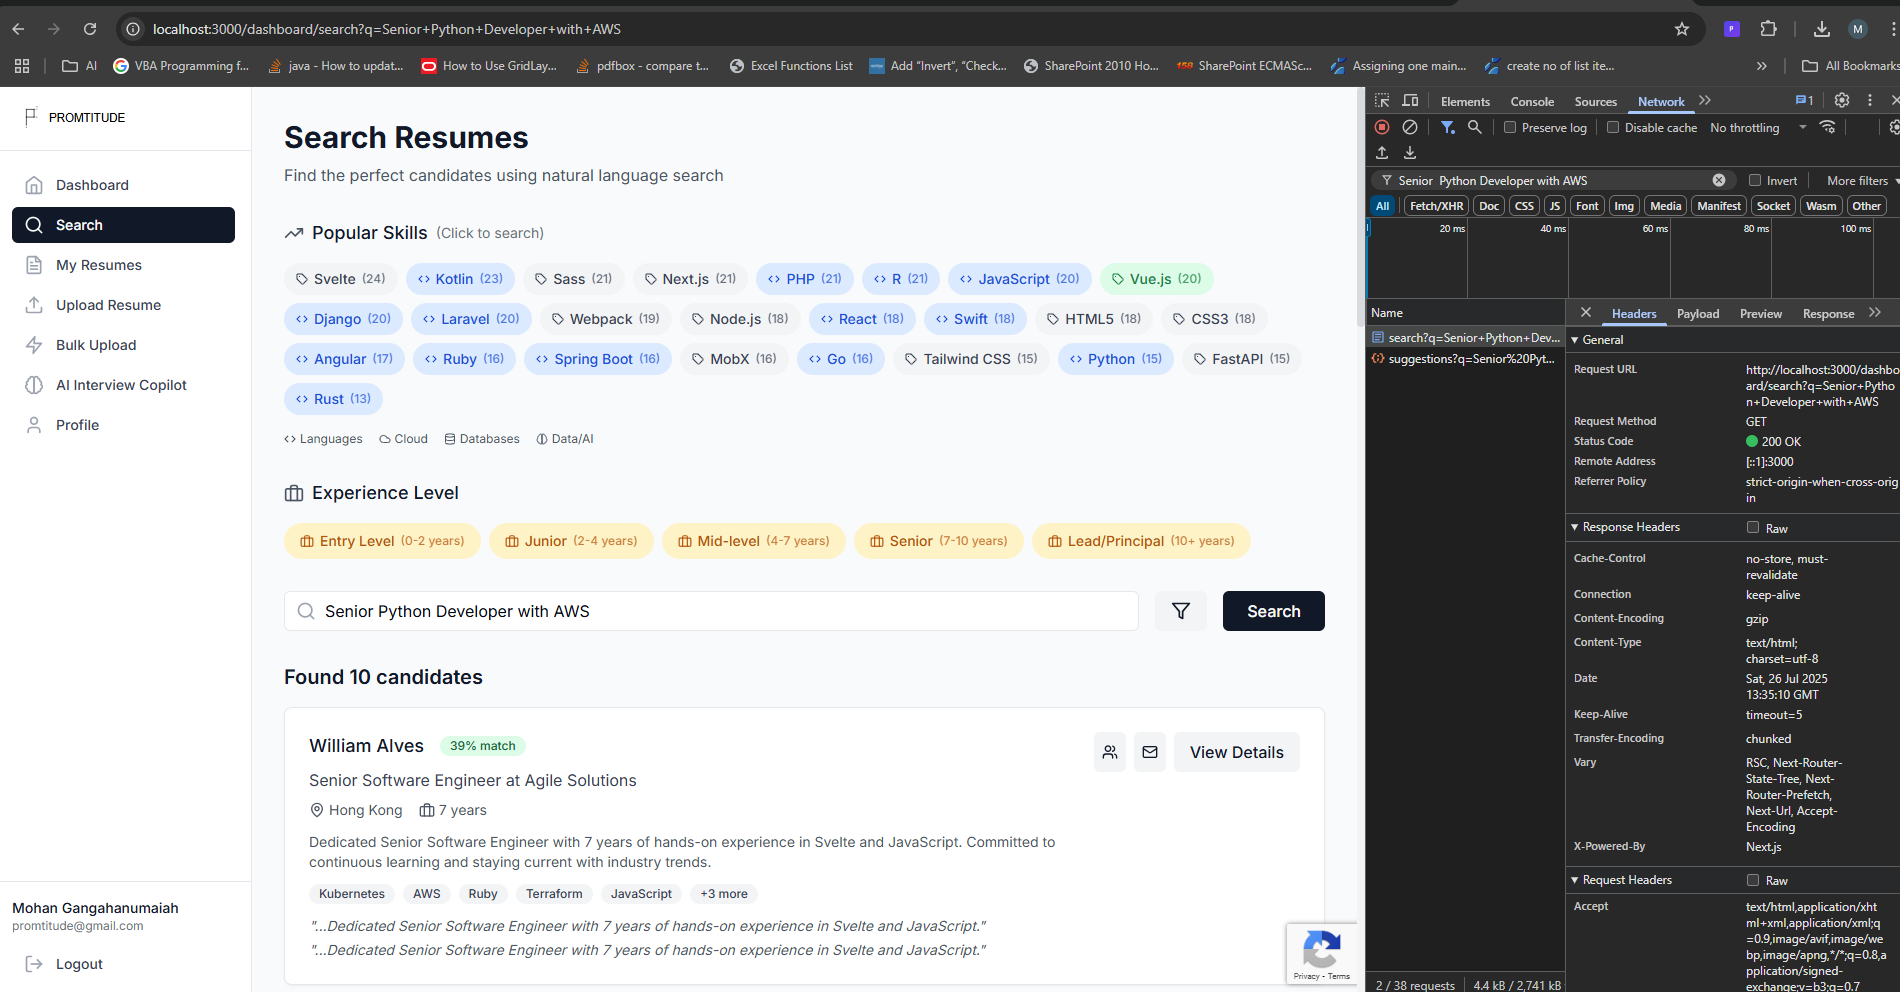 localhost:3000/dashboard/search?q=Senior+Python+Developer+with+AWS
M
AI
VBA Programming f...
java - How to updat...
How to Use GridLay...
pdfbox - compare t...
Excel Functions List
Add “Invert”, “Check...
SharePoint 2010 Ho...
SharePoint ECMASc...
Assigning one main...
create no of list ite...
»
All Bookmarks
PROMTITUDE
Dashboard
Search
My Resumes
Upload Resume
Bulk Upload
AI Interview Copilot
Profile
Mohan Gangahanumaiah
promtitude@gmail.com
Logout
Search Resumes
Find the perfect candidates using natural language search
Popular Skills (Click to search)
Svelte (24) Kotlin (23) Sass (21) Next.js (21) PHP (21) R (21) JavaScript (20) Vue.js (20)
Django (20) Laravel (20) Webpack (19) Node.js (18) React (18) Swift (18) HTML5 (18) CSS3 (18)
Angular (17) Ruby (16) Spring Boot (16) MobX (16) Go (16) Tailwind CSS (15) Python (15) FastAPI (15)
Rust (13)
Languages Cloud Databases Data/AI
Experience Level
Entry Level (0-2 years) Junior (2-4 years) Mid-level (4-7 years) Senior (7-10 years) Lead/Principal (10+ years)
Senior Python Developer with AWS
Search
Found 10 candidates
William Alves 39% match
View Details
Senior Software Engineer at Agile Solutions
Hong Kong 7 years
Dedicated Senior Software Engineer with 7 years of hands-on experience in Svelte and JavaScript. Committed to
continuous learning and staying current with industry trends.
Kubernetes AWS Ruby Terraform JavaScript +3 more
"...Dedicated Senior Software Engineer with 7 years of hands-on experience in Svelte and JavaScript."
"...Dedicated Senior Software Engineer with 7 years of hands-on experience in Svelte and JavaScript."
Privacy - Terms
Elements Console Sources Network » 1
Preserve log Disable cache No throttling
Senior Python Developer with AWS Invert More filters
All Fetch/XHR Doc CSS JS Font Img Media Manifest Socket Wasm Other
20 ms 40 ms 60 ms 80 ms 100 ms
Name
search?q=Senior+Python+Dev...
suggestions?q=Senior%20Pyt...
Headers Payload Preview Response »
General
Request URL
http://localhost:3000/dashbo
ard/search?q=Senior+Pytho
n+Developer+with+AWS
Request Method
GET
Status Code
200 OK
Remote Address
[::1]:3000
Referrer Policy
strict-origin-when-cross-orig
in
Response Headers Raw
Cache-Control
no-store, must-
revalidate
Connection
keep-alive
Content-Encoding
gzip
Content-Type
text/html;
charset=utf-8
Date
Sat, 26 Jul 2025
13:35:10 GMT
Keep-Alive
timeout=5
Transfer-Encoding
chunked
Vary
RSC, Next-Router-
State-Tree, Next-
Router-Prefetch,
Next-Url, Accept-
Encoding
X-Powered-By
Next.js
Request Headers Raw
Accept
text/html,application/xht
ml+xml,application/xml;q
=0.9,image/avif,image/we
bp,image/apng,*/*;q=0.8,a
pplication/signed-
exchange;v=b3;q=0.7
2 / 38 requests 4.4 kB / 2,741 kB